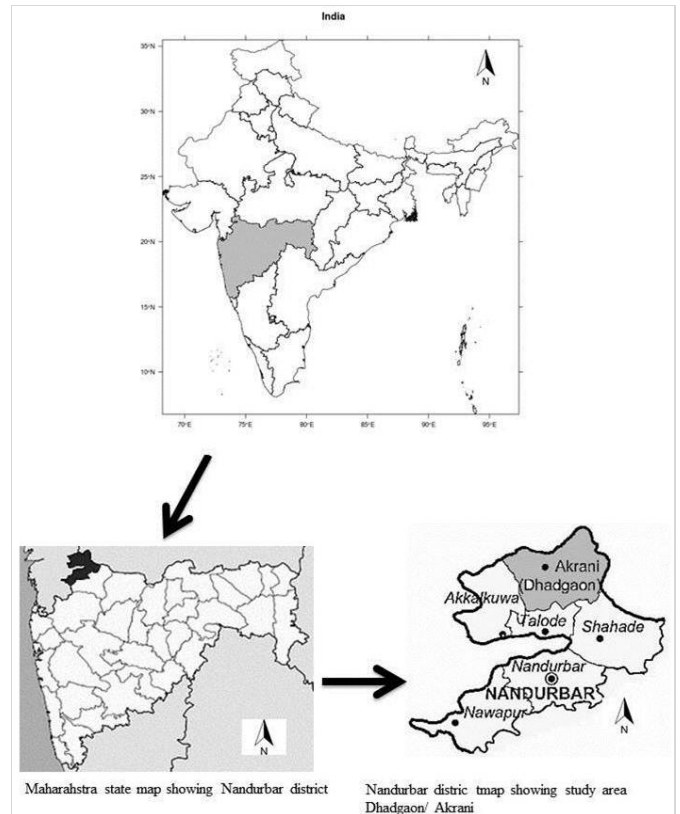 India
35°N
30°N
25°N
20°N
15°N
10°N
N
70°E 75°E 80°E 85°E 90°E 95°E
N
Maharahstra state map showing Nandurbar district
Akrani
(Dhadgaon)
Akkalkuwa
Talode
Shahade
Nandurbar
NANDURBAR
Nawapur
N
Nandurbar distric tmap showing study area
Dhadgaon/ Akrani